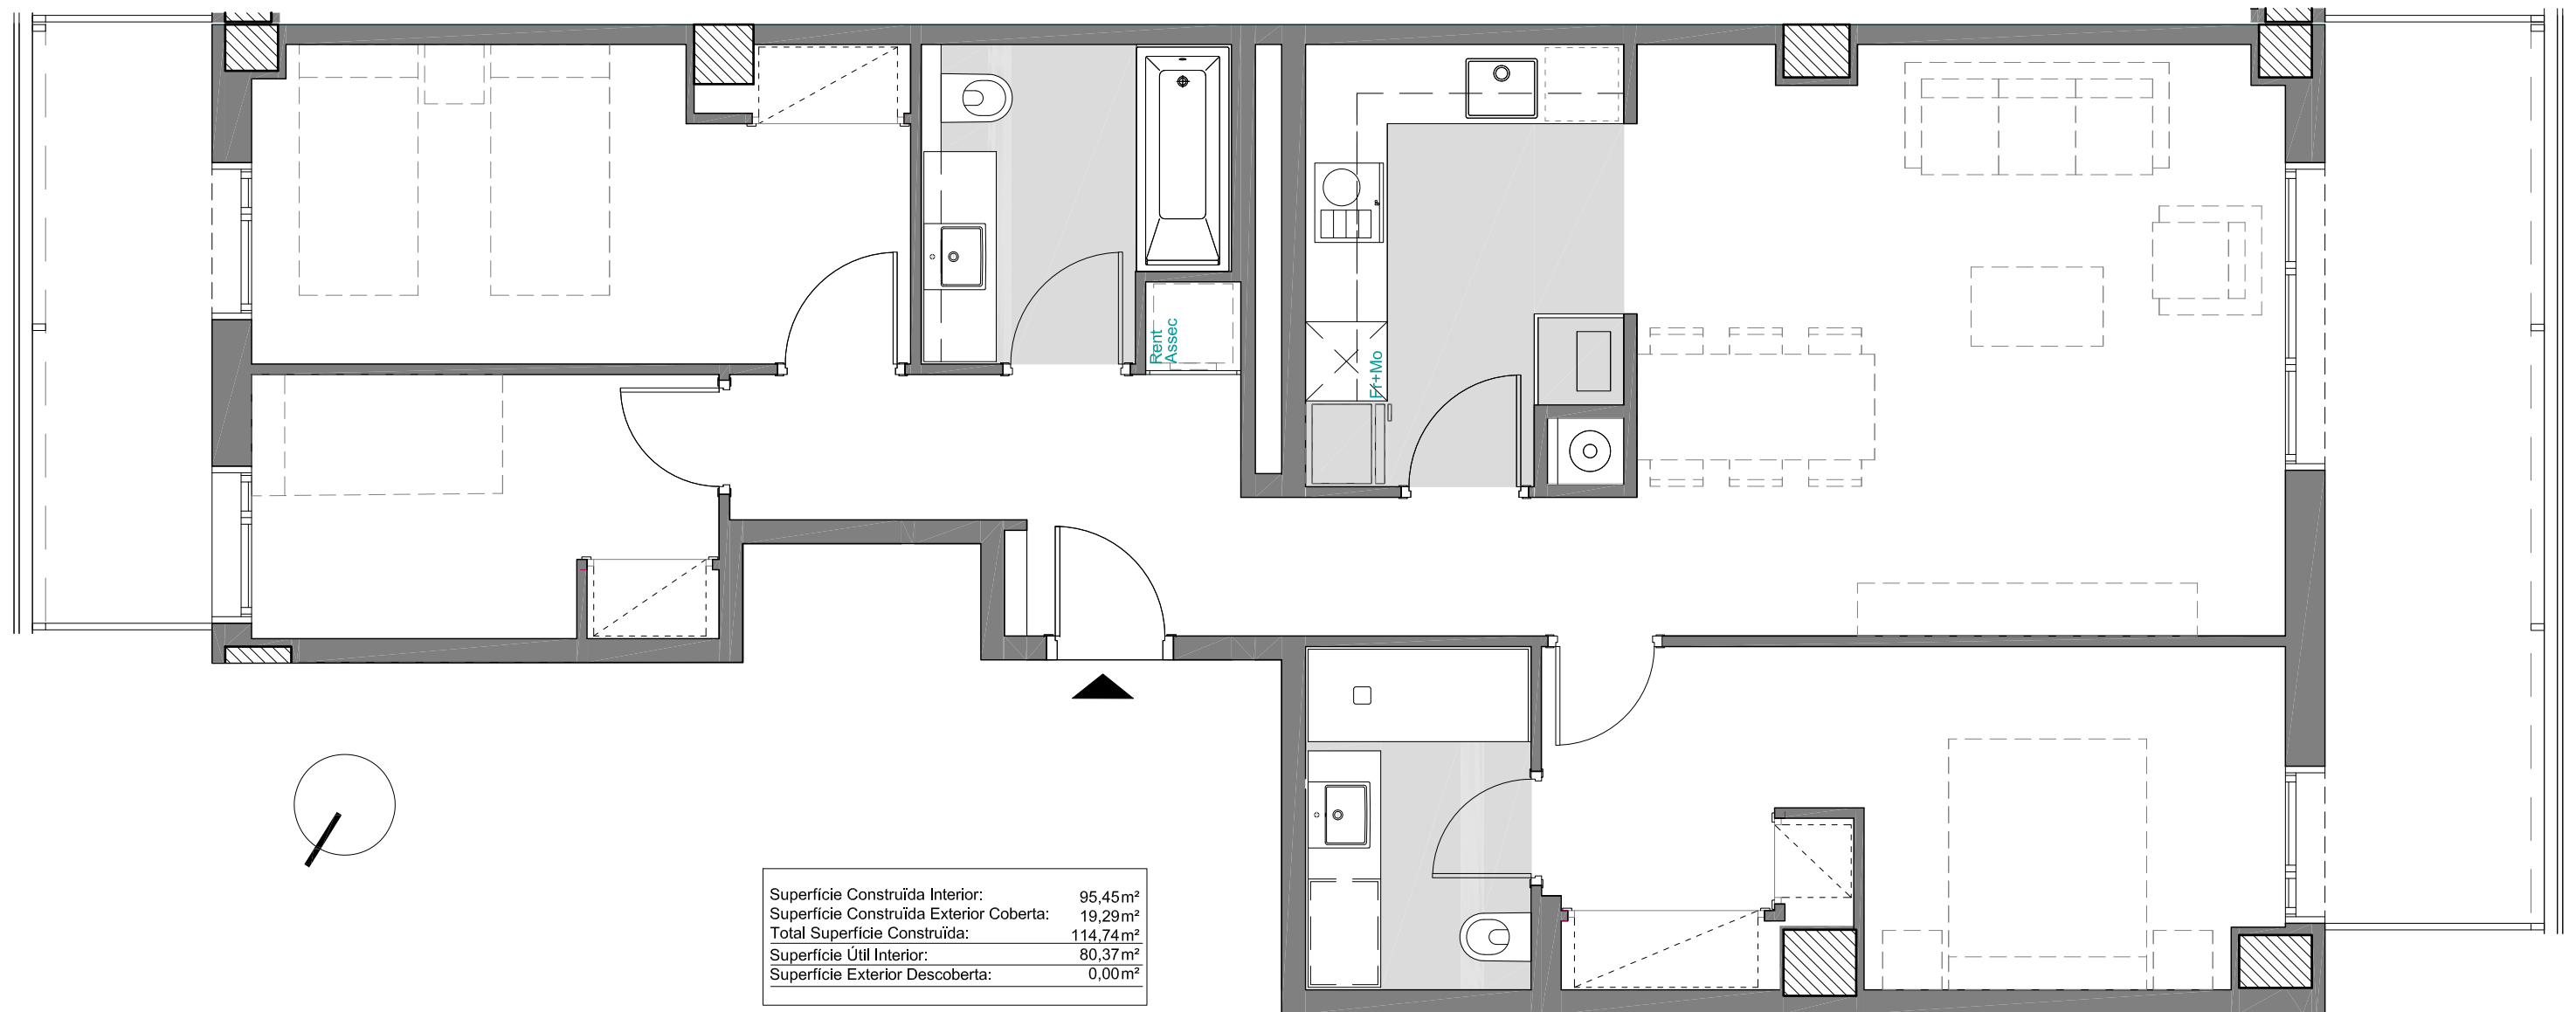 Rent
Assec
Fr+Mo
Superfície Construïda Interior: 95,45m²
Superfície Construïda Exterior Coberta: 19,29m²
Total Superfície Construïda: 114,74m²
Superfície Útil Interior: 80,37m²
Superfície Exterior Descoberta: 0,00m²